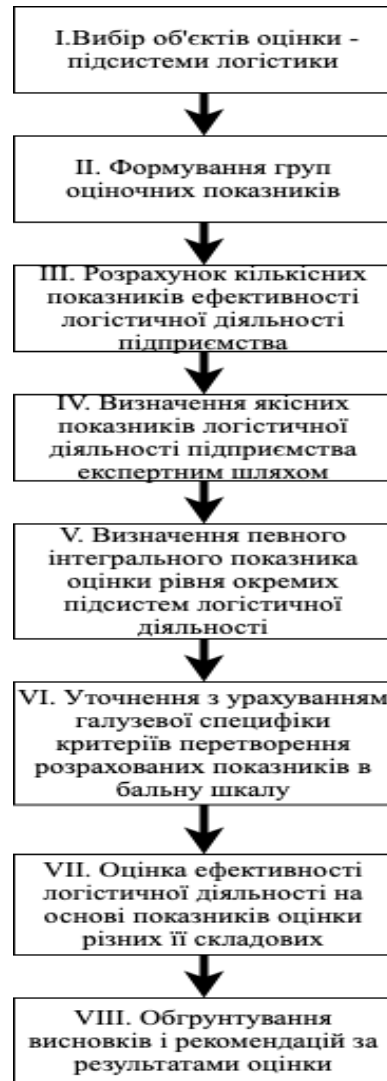 I.Вибір об'єктів оцінки -
підсистеми логістики
II. Формування груп
оціночних показників
III. Розрахунок кількісних
показників ефективності
логістичної діяльності
підприємства
IV. Визначення якісних
показників логістичної
діяльності підприємства
експертним шляхом
V. Визначення певного
інтегрального показника
оцінки рівня окремих
підсистем логістичної
діяльності
VI. Уточнення з урахуванням
галузевої специфіки
критеріїв перетворення
розрахованих показників в
бальну шкалу
VII. Оцінка ефективності
логістичної діяльності на
основі показників оцінки
різних її складових
VIII. Обгрунтування
висновків і рекомендацій за
результатами оцінки